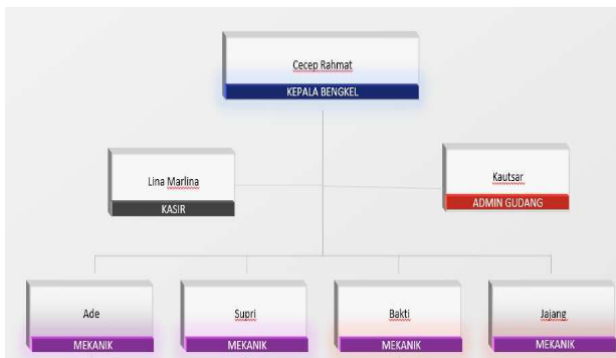 Cecep Rahmat
KEPALA BENGKEL
Lina Marlina
KASIR
Kautsar
ADMIN GUDANG
Ade
MEKANIK
Supri
MEKANIK
Bakti
MEKANIK
Jajang
MEKANIK